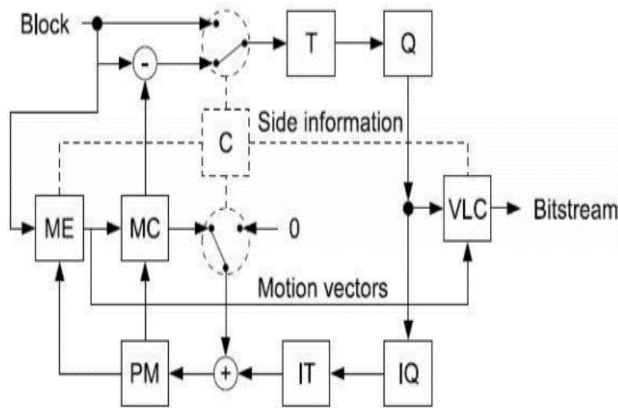 Block
T
Q
-
C
Side information
ME
MC
0
VLC
Bitstream
Motion vectors
PM
+
IT
IQ